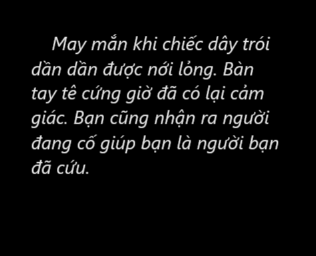 May mắn khi chiếc dây trói
dần dần được nới lỏng. Bàn
tay tê cứng giờ đã có lại cảm
giác. Bạn cũng nhận ra người
đang cố giúp bạn là người bạn
đã cứu.